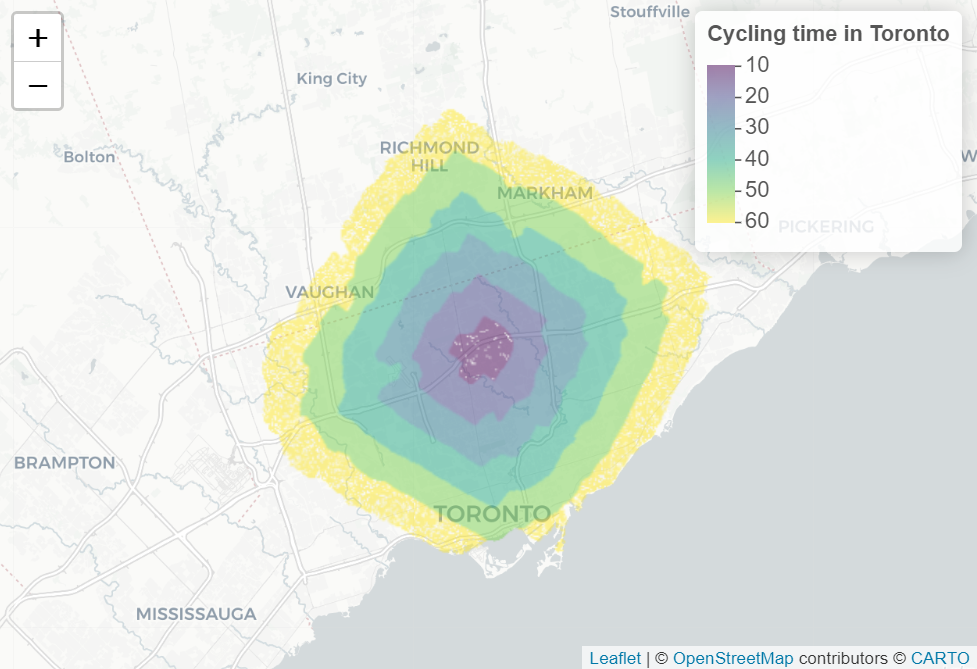 Stouffville
+
−
King City
Cycling time in Toronto
10
20
30
40
50
60
RICHMOND
HILL
Bolton
W
MARKHAM
PICKERING
VAUGHAN
BRAMPTON
TORONTO
MISSISSAUGA
Leaflet | © OpenStreetMap contributors © CARTO